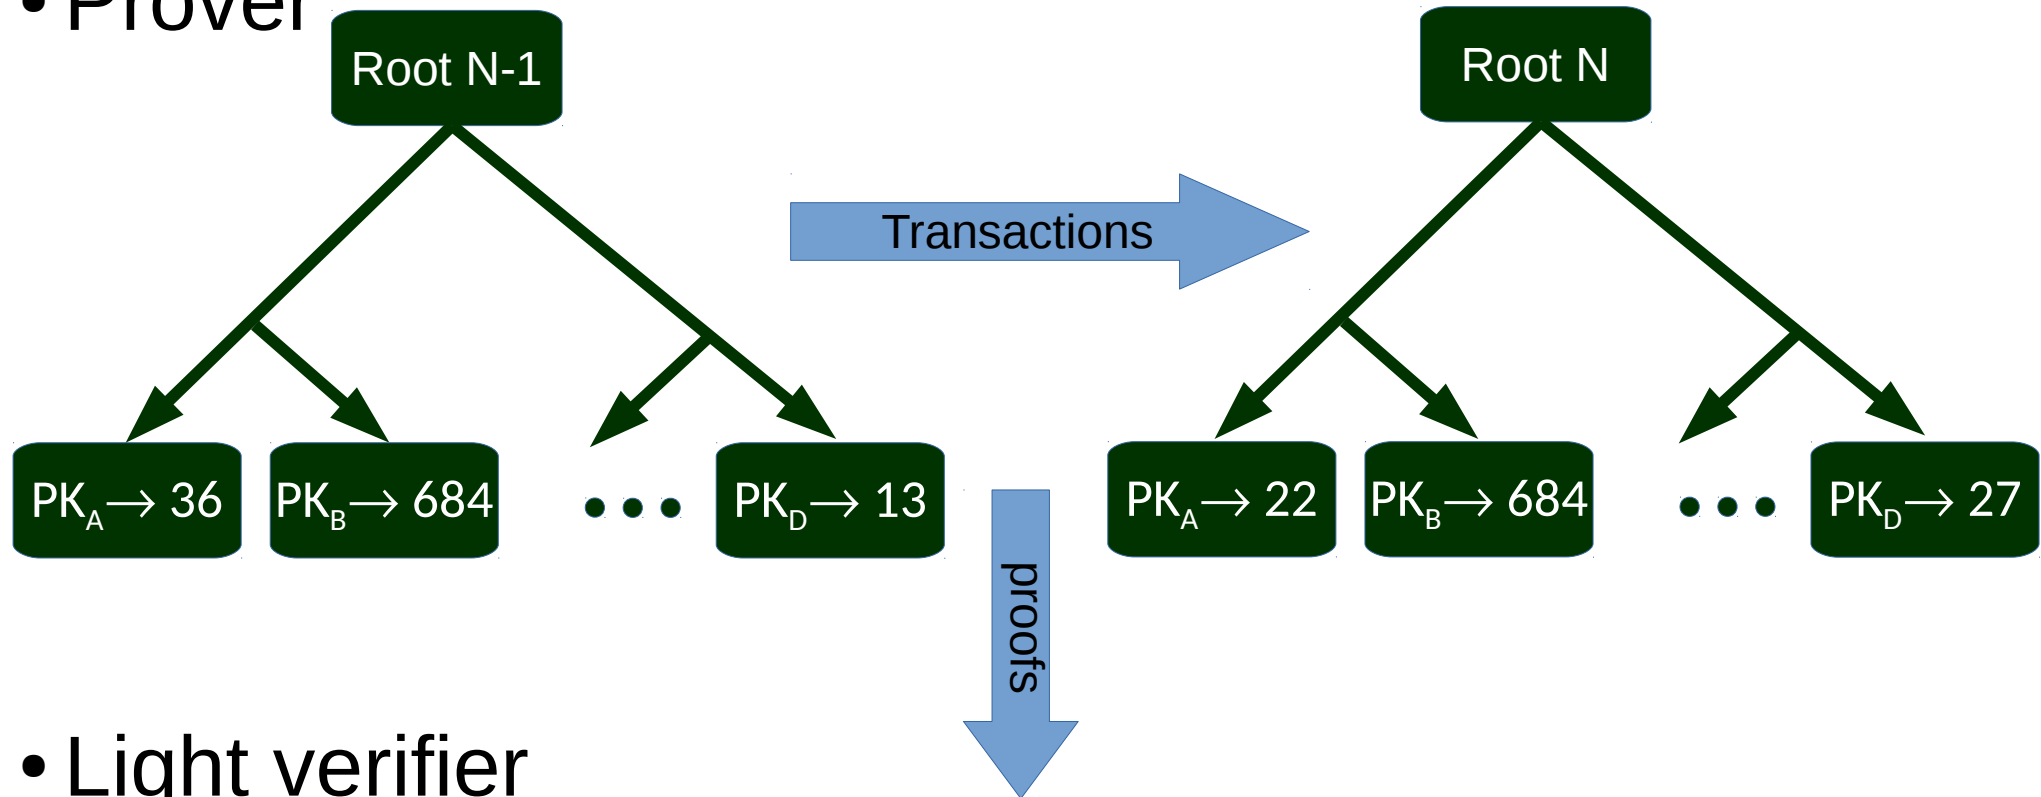 • Prover
Root N-1
Root N
Transactions
PKA→ 36
PKB→ 684
PKD→ 13
PKA→ 22
PKB→ 684
PKD→ 27
proofs
• Light verifier